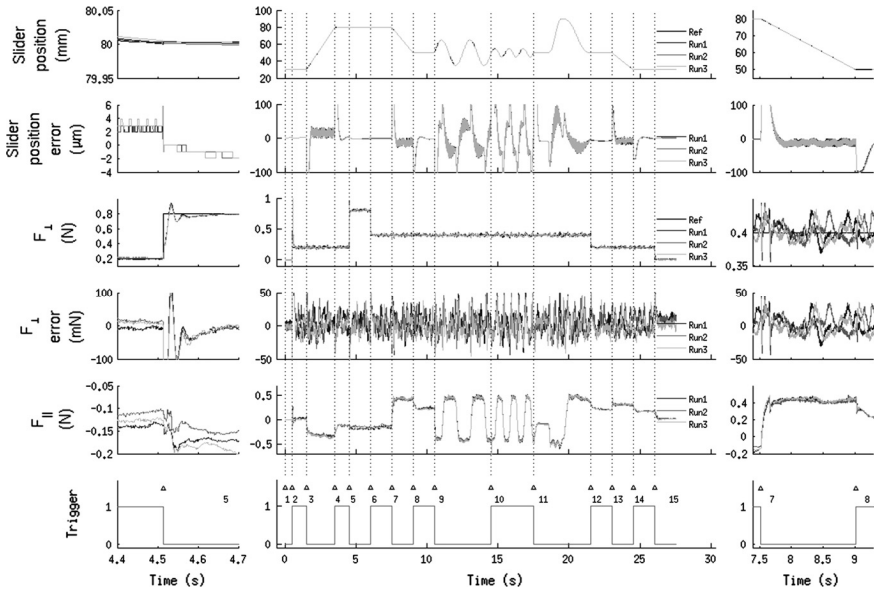 Slider position (mm)
80.05
80
79.95
100
80
60
40
20
Ref
Run1
Run2
Run3
80
70
60
50
Slider position error (μm)
6
4
2
0
-2
-4
100
0
-100
Run1
Run2
Run3
100
0
-100
F⊥ (N)
0.8
0.6
0.4
0.2
1
0.5
0
Ref
Run1
Run2
Run3
0.4
0.35
F⊥ error (mN)
100
0
-100
50
0
-50
Run1
Run2
Run3
50
0
-50
F|| (N)
-0.05
-0.1
-0.15
-0.2
0.5
0
-0.5
Run1
Run2
Run3
0.6
0.4
0.2
0
-0.2
Trigger
1
0
5
1
0
1 2 3 4 5 6 7 8 9 10 11 12 13 14 15
1
0
7 8
4.4 4.5 4.6 4.7
0 5 10 15 20 25 30
7.5 8 8.5 9
Time (s)
Time (s)
Time (s)